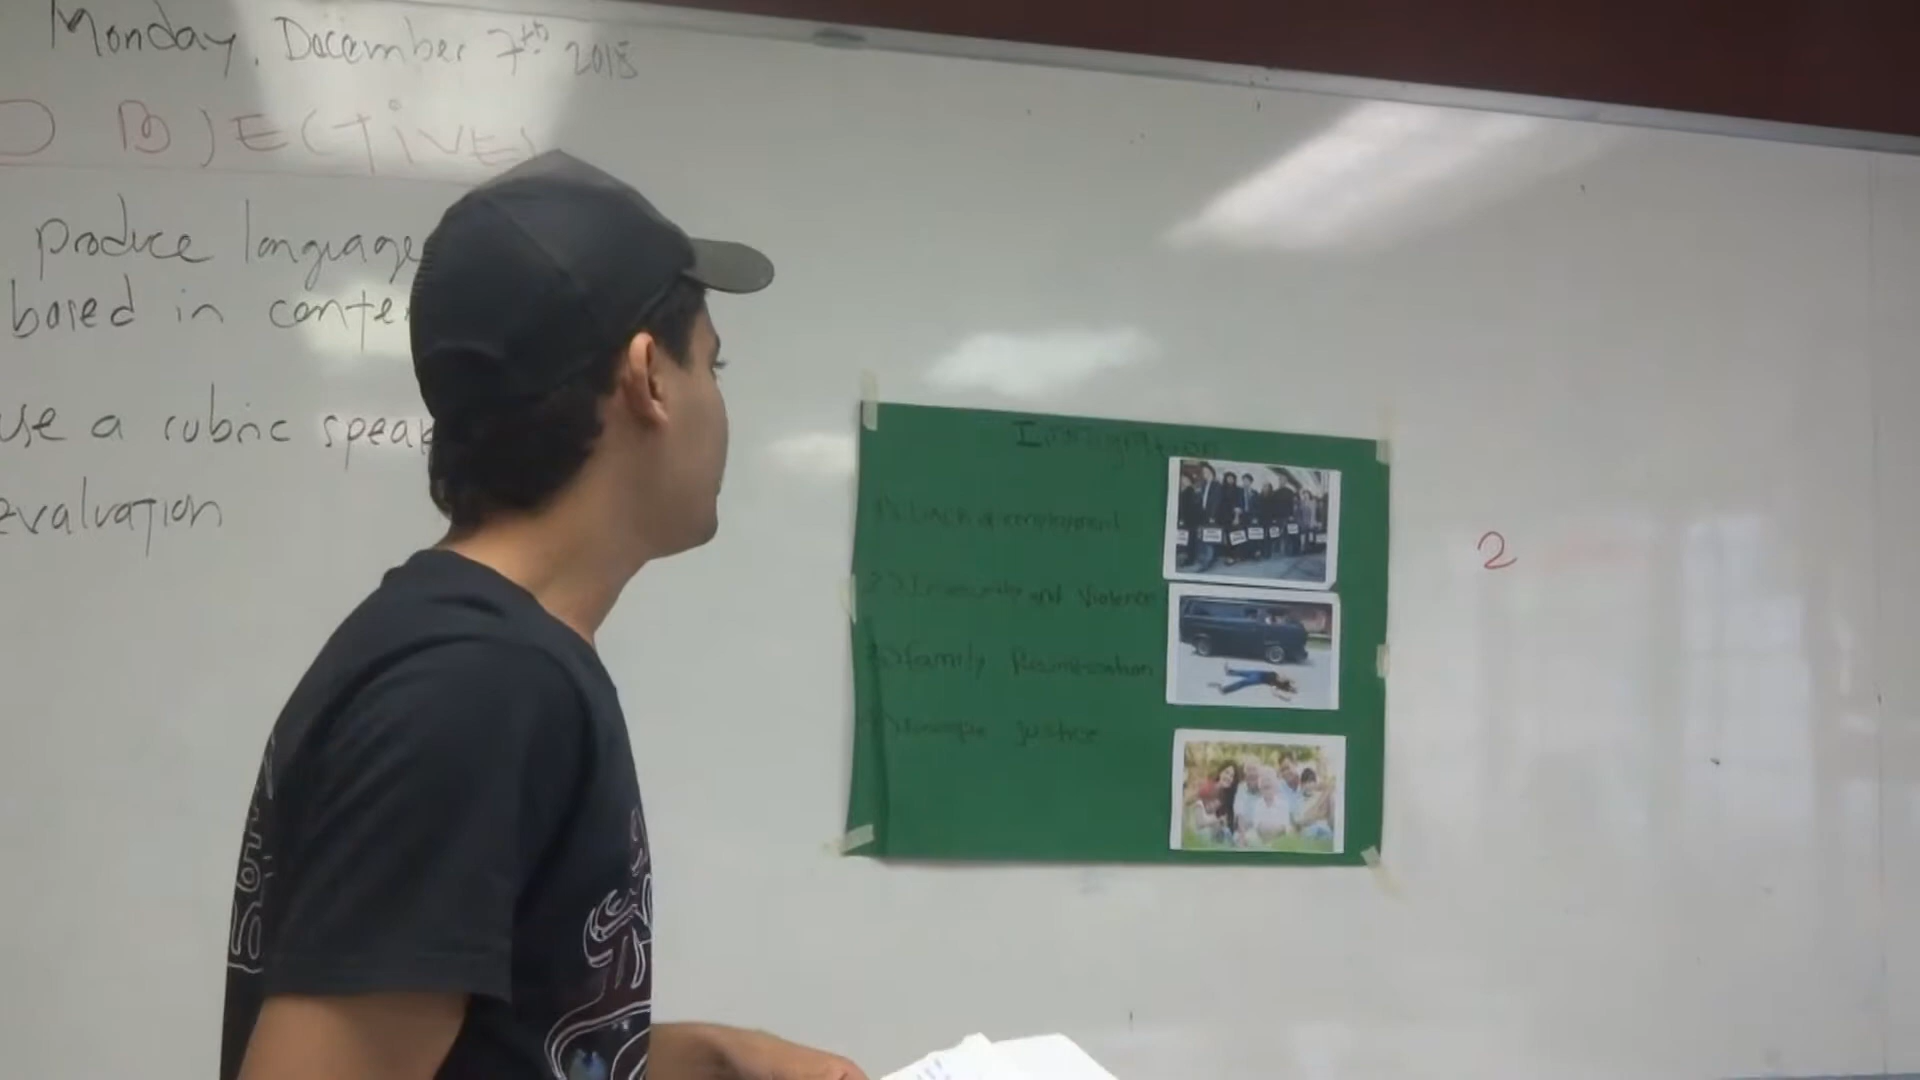 Monday, December 7th 2015
OBJECTIVES
produce language
based in conte
use a rubric speak
evaluation
Immigration
1) Lack of employment
2) Insecurity and Violence
3) Family Reunification
4) justice
2